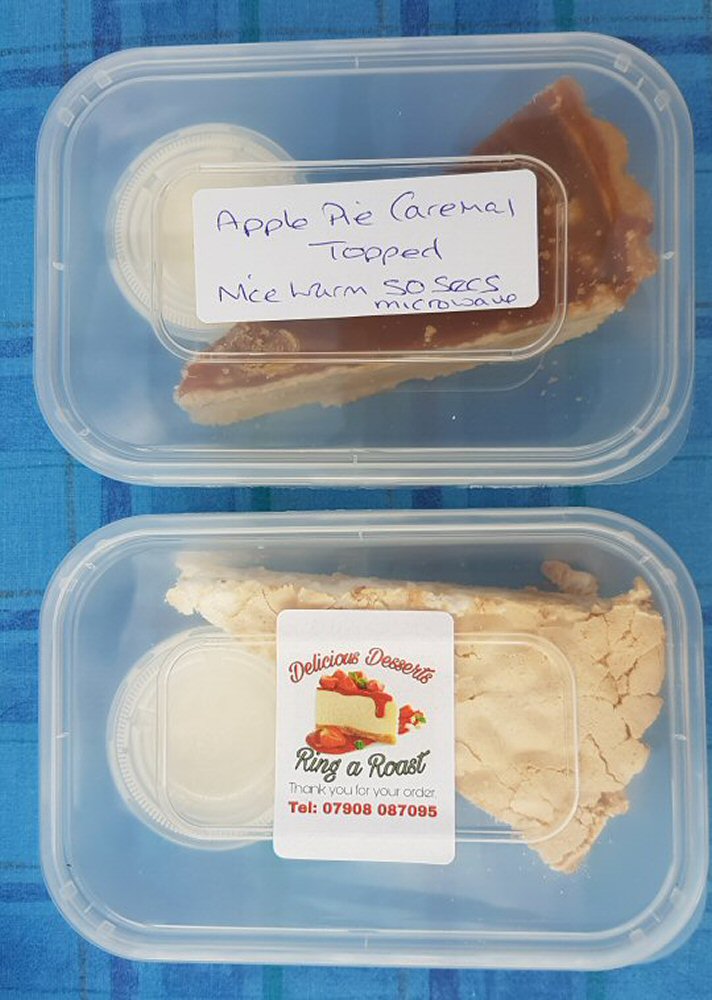 Apple Pie Caremal
Topped
Nice warm 50 secs
microwave
Delicious Desserts
Ring a Roast
Thank you for your order.
Tel: 07908 087095